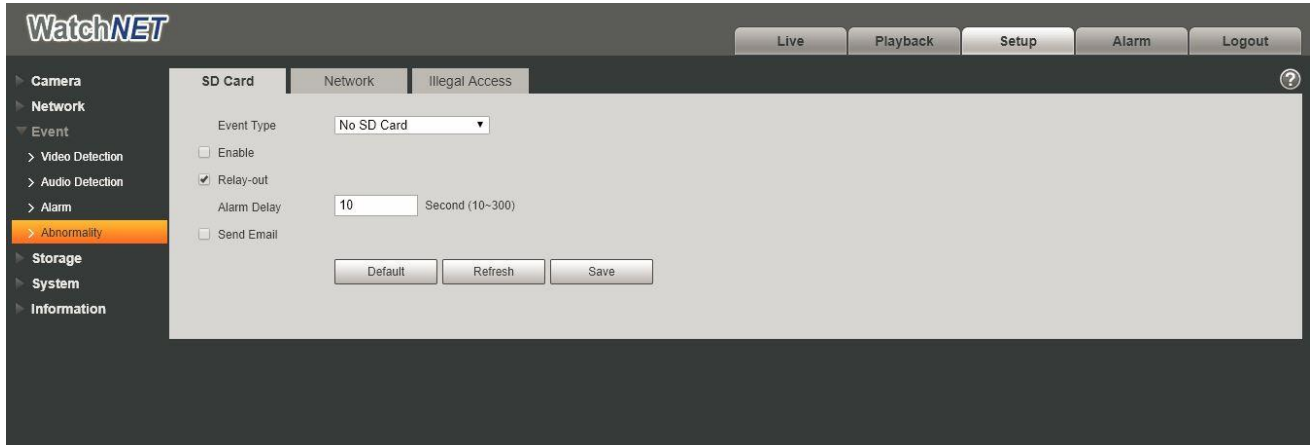 WatchNET
Live Playback Setup Alarm Logout
Camera
Network
Event
Video Detection
Audio Detection
Alarm
Abnormality
Storage
System
Information
SD Card Network Illegal Access
?
Event Type No SD Card
Enable
Relay-out
Alarm Delay 10 Second (10~300)
Send Email
Default Refresh Save